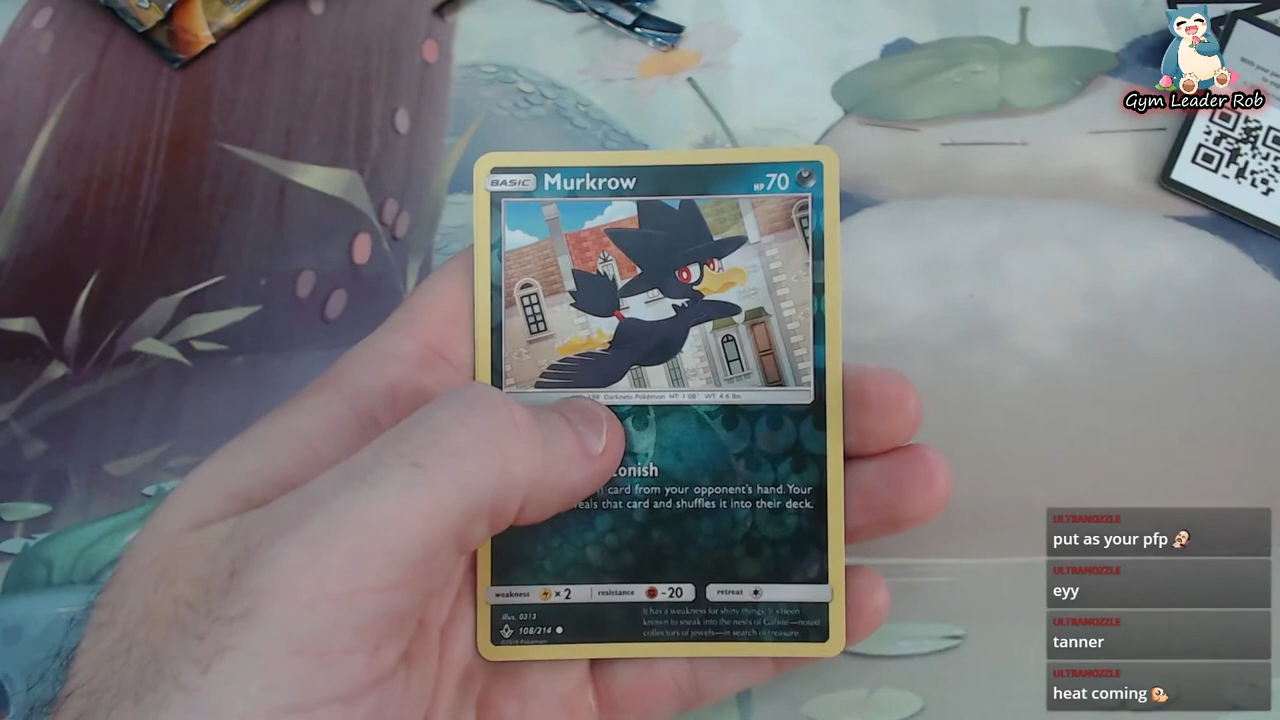 Gym Leader Rob
BASIC Murkrow HP 70
Darkness Pokémon HT 1'08" WT 4.6 lbs
onish
card from your opponent's hand. Your
eals that card and shuffles it into their deck.
weakness ×2 resistance -20 retreat
Illus. 0313
108/214
It has a weakness for shiny things. It's been
known to sneak into the nests of Gabite—noted
collectors of jewels—in search of treasure.
ULTRANOZZLE
put as your pfp
ULTRANOZZLE
eyy
ULTRANOZZLE
tanner
ULTRANOZZLE
heat coming